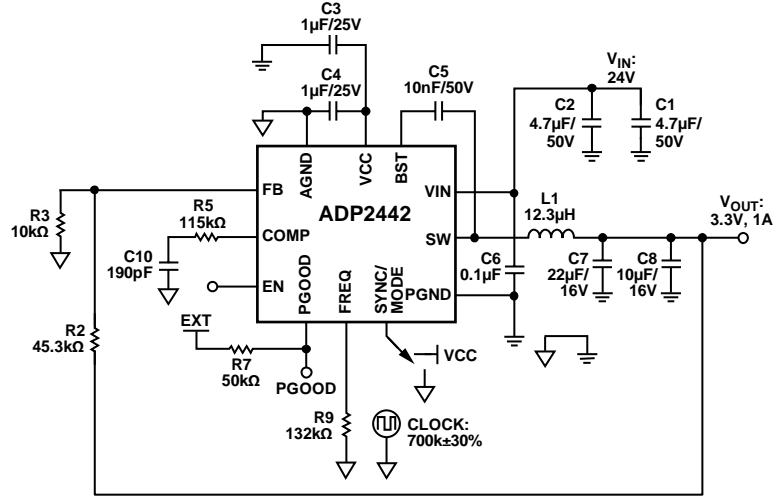 C3
1µF/25V
C4
1µF/25V
C5
10nF/50V
VIN:
24V
C2
4.7µF/
50V
C1
4.7µF/
50V
AGND
VCC
BST
FB
VIN
ADP2442
R3
10kΩ
R5
115kΩ
COMP
SW
L1
12.3µH
VOUT:
3.3V, 1A
C10
190pF
C6
0.1µF
C7
22µF/
16V
C8
10µF/
16V
EN
PGOOD
FREQ
SYNC/
MODE
PGND
R2
45.3kΩ
EXT
R7
50kΩ
PGOOD
VCC
R9
132kΩ
CLOCK:
700k±30%